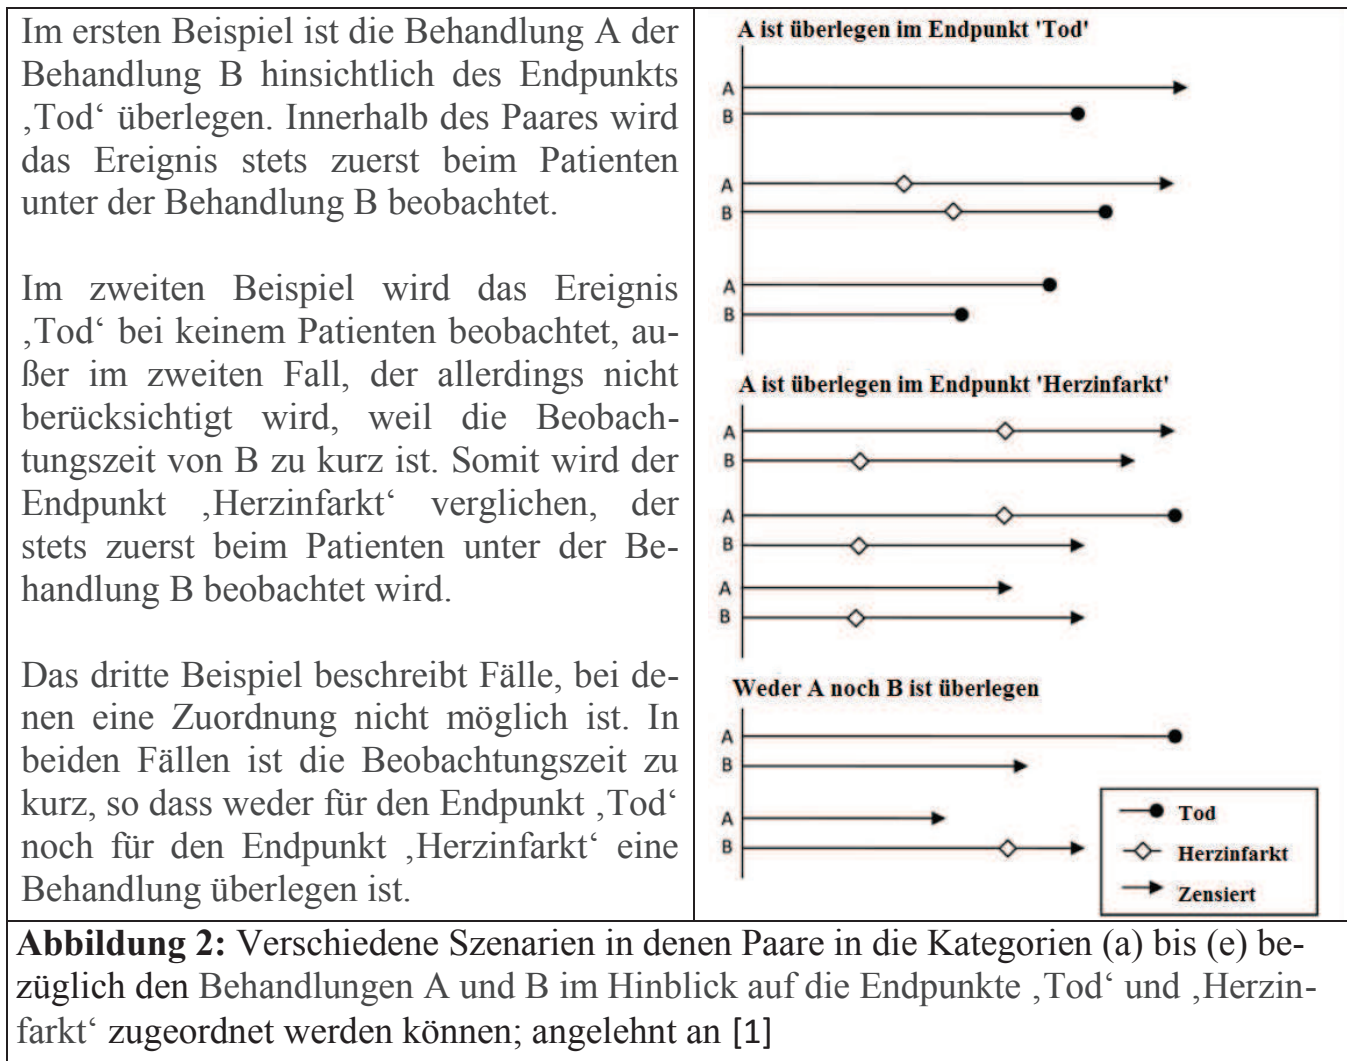 Im ersten Beispiel ist die Behandlung A der
Behandlung B hinsichtlich des Endpunkts
‚Tod‘ überlegen. Innerhalb des Paares wird
das Ereignis stets zuerst beim Patienten
unter der Behandlung B beobachtet.
Im zweiten Beispiel wird das Ereignis
‚Tod‘ bei keinem Patienten beobachtet, au-
ßer im zweiten Fall, der allerdings nicht
berücksichtigt wird, weil die Beobach-
tungszeit von B zu kurz ist. Somit wird der
Endpunkt ‚Herzinfarkt‘ verglichen, der
stets zuerst beim Patienten unter der Be-
handlung B beobachtet wird.
Das dritte Beispiel beschreibt Fälle, bei de-
nen eine Zuordnung nicht möglich ist. In
beiden Fällen ist die Beobachtungszeit zu
kurz, so dass weder für den Endpunkt ‚Tod‘
noch für den Endpunkt ‚Herzinfarkt‘ eine
Behandlung überlegen ist.
A ist überlegen im Endpunkt 'Tod'
A
B
A
B
A
B
A ist überlegen im Endpunkt 'Herzinfarkt'
A
B
A
B
A
B
Weder A noch B ist überlegen
A
B
A
B
Tod
Herzinfarkt
Zensiert
Abbildung 2: Verschiedene Szenarien in denen Paare in die Kategorien (a) bis (e) be-
züglich den Behandlungen A und B im Hinblick auf die Endpunkte ‚Tod‘ und ‚Herzin-
farkt‘ zugeordnet werden können; angelehnt an [1]